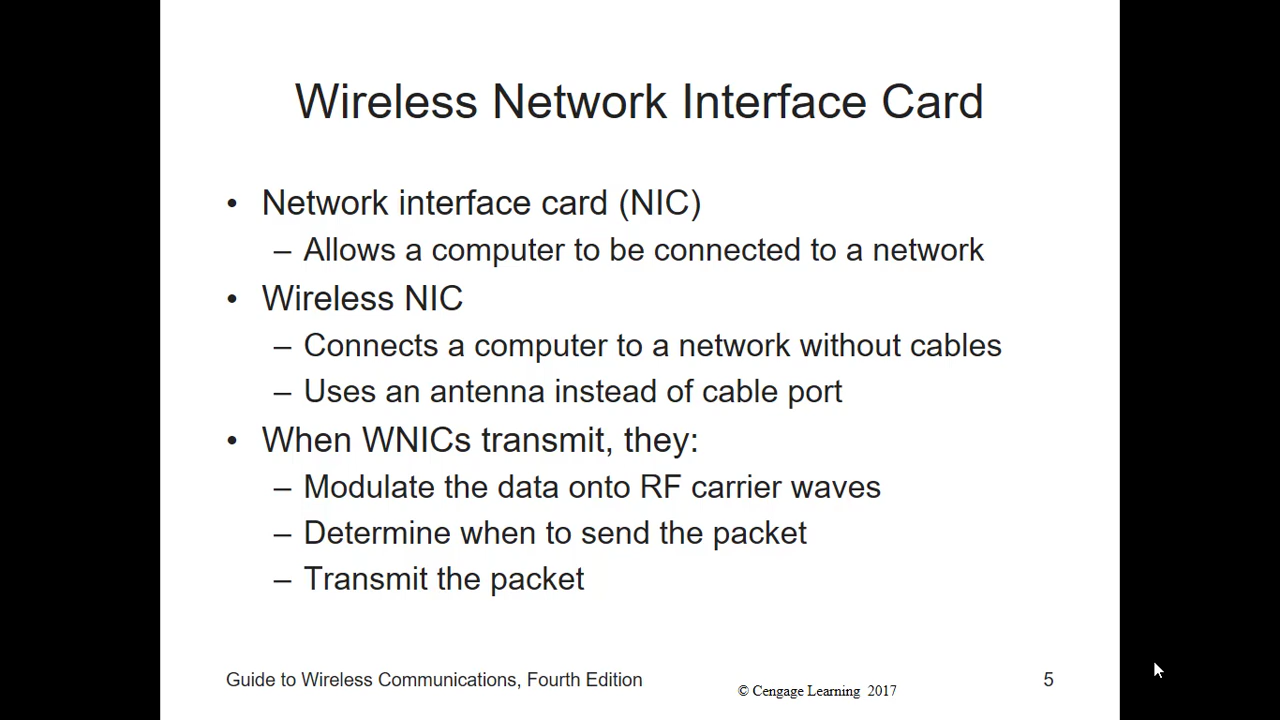 Wireless Network Interface Card
• Network interface card (NIC)
– Allows a computer to be connected to a network
• Wireless NIC
– Connects a computer to a network without cables
– Uses an antenna instead of cable port
• When WNICs transmit, they:
– Modulate the data onto RF carrier waves
– Determine when to send the packet
– Transmit the packet
Guide to Wireless Communications, Fourth Edition
© Cengage Learning 2017
5